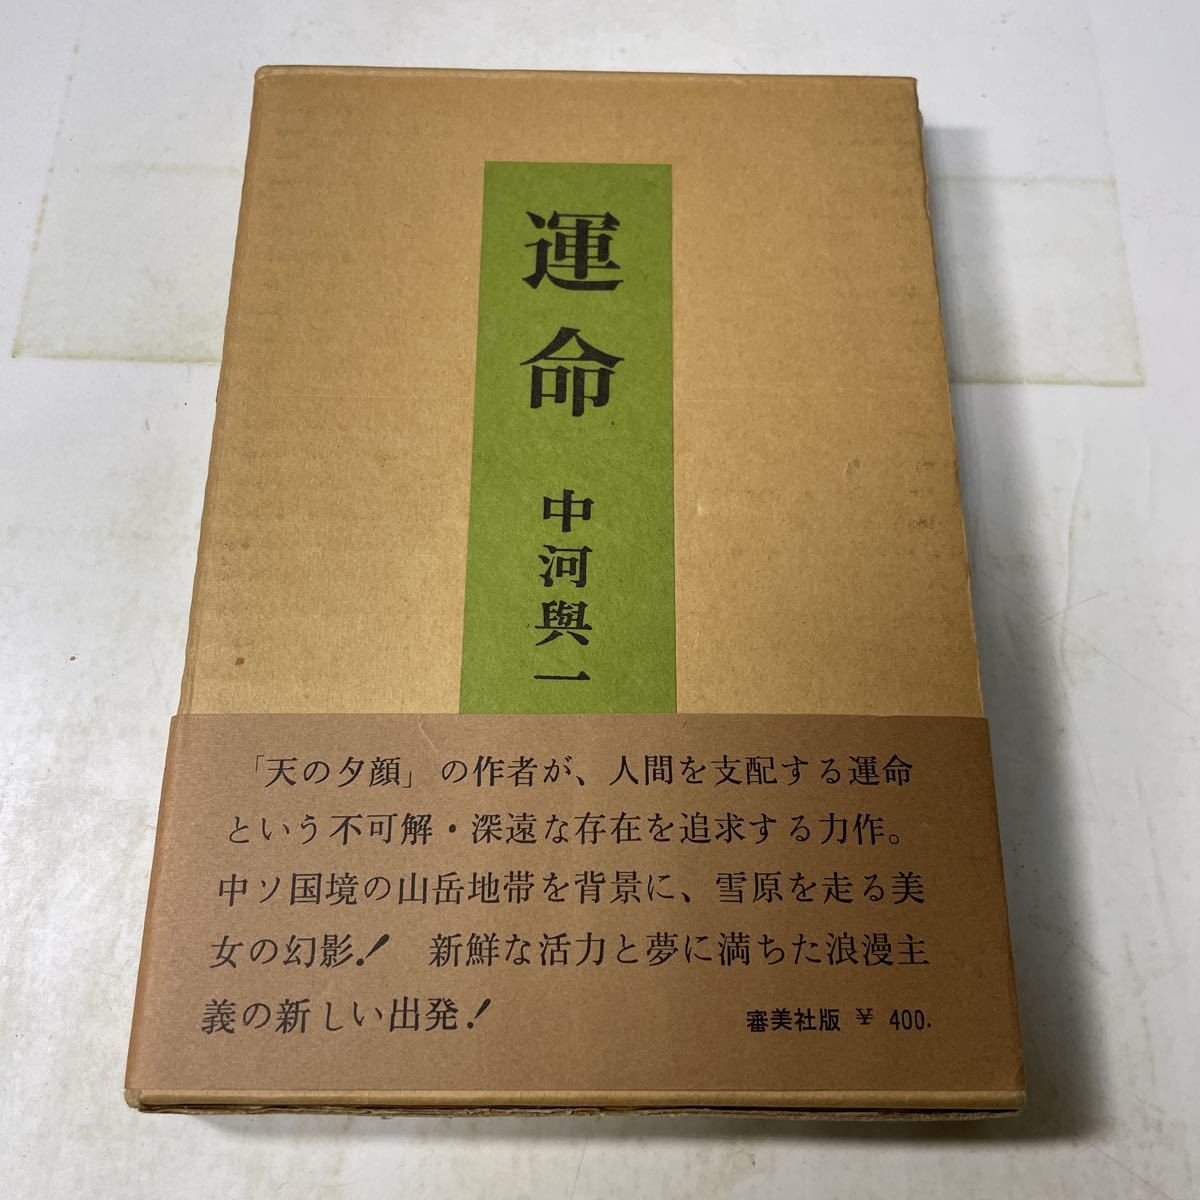 運命
中河與一
「天の夕顔」の作者が、人間を支配する運命
という不可解・深遠な存在を追求する力作。
中ソ国境の山岳地帯を背景に、雪原を走る美
女の幻影！　新鮮な活力と夢に満ちた浪漫主
義の新しい出発！
審美社版 ¥ 400.